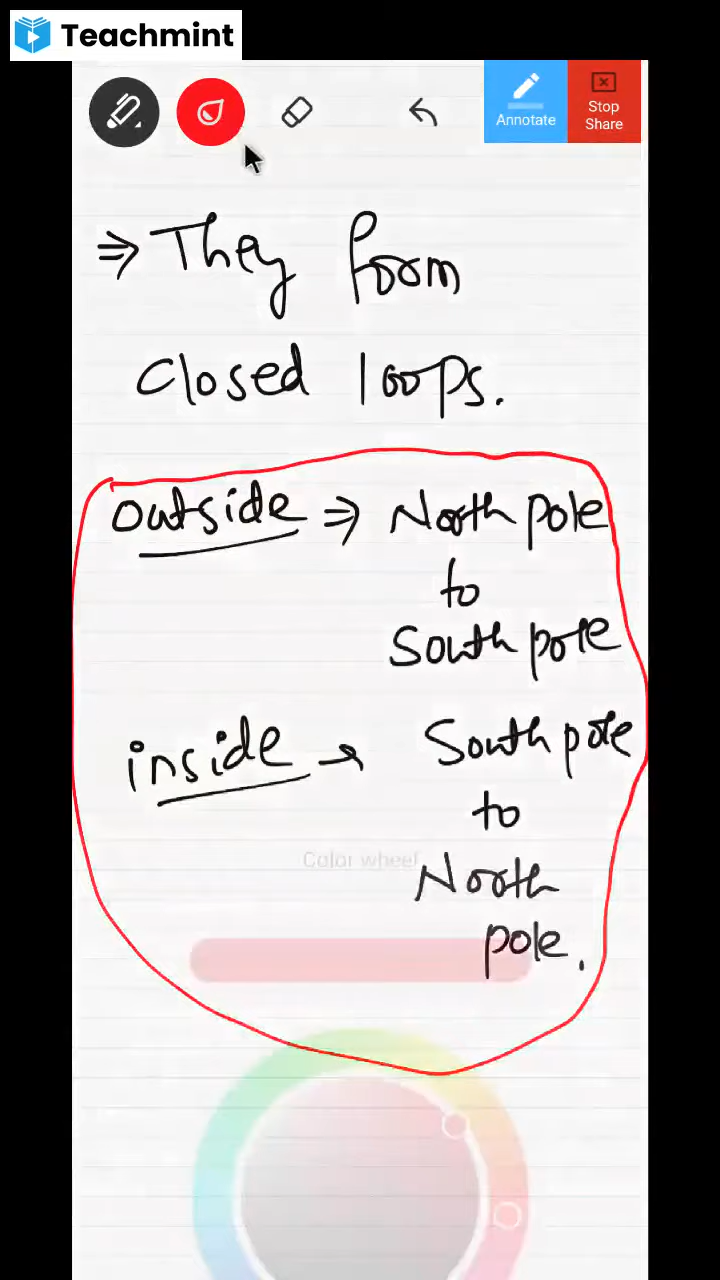 Teachmint
Annotate
Stop
Share
⇒ They form
closed loops.
outside ⇒ North pole
to
South pole
inside → South pole
to
Color wheel
North
pole.